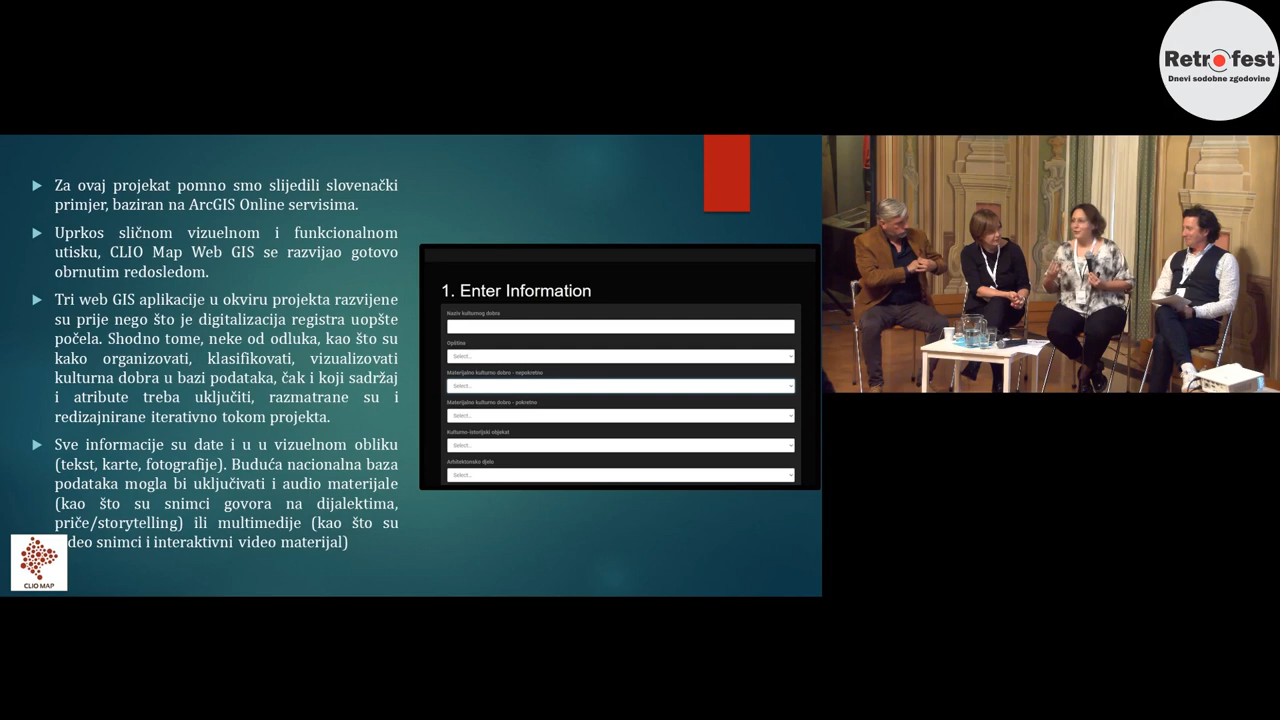 Retrofest
Dnevi sodobne zgodovine
Za ovaj projekat pomno smo slijedili slovenački
primjer, baziran na ArcGIS Online servisima.
Uprkos sličnom vizuelnom i funkcionalnom
utisku, CLIO Map Web GIS se razvijao gotovo
obrnutim redosledom.
Tri web GIS aplikacije u okviru projekta razvijene
su prije nego što je digitalizacija registra uopšte
počela. Shodno tome, neke od odluka, kao što su
kako organizovati, klasifikovati, vizualizovati
kulturna dobra u bazi podataka, čak i koji sadržaj
i atribute treba uključiti, razmatrane su i
redizajnirane iterativno tokom projekta.
Sve informacije su date i u u vizuelnom obliku
(tekst, karte, fotografije). Buduća nacionalna baza
podataka mogla bi uključivati i audio materijale
(kao što su snimci govora na dijalektima,
priče/storytelling) ili multimedije (kao što su
deo snimci i interaktivni video materijal)
CLIO MAP
1. Enter Information
Naziv kulturnog dobra
Opština
Select...
Materijalno kulturno dobro - nepokretno
Select...
Materijalno kulturno dobro - pokretno
Select...
Kulturno-istorijski objekat
Select...
Arhitektonsko djelo
Select...